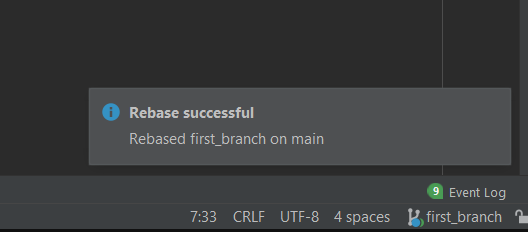 Rebase successful
Rebased first_branch on main
9 Event Log
7:33 CRLF UTF-8 4 spaces first_branch